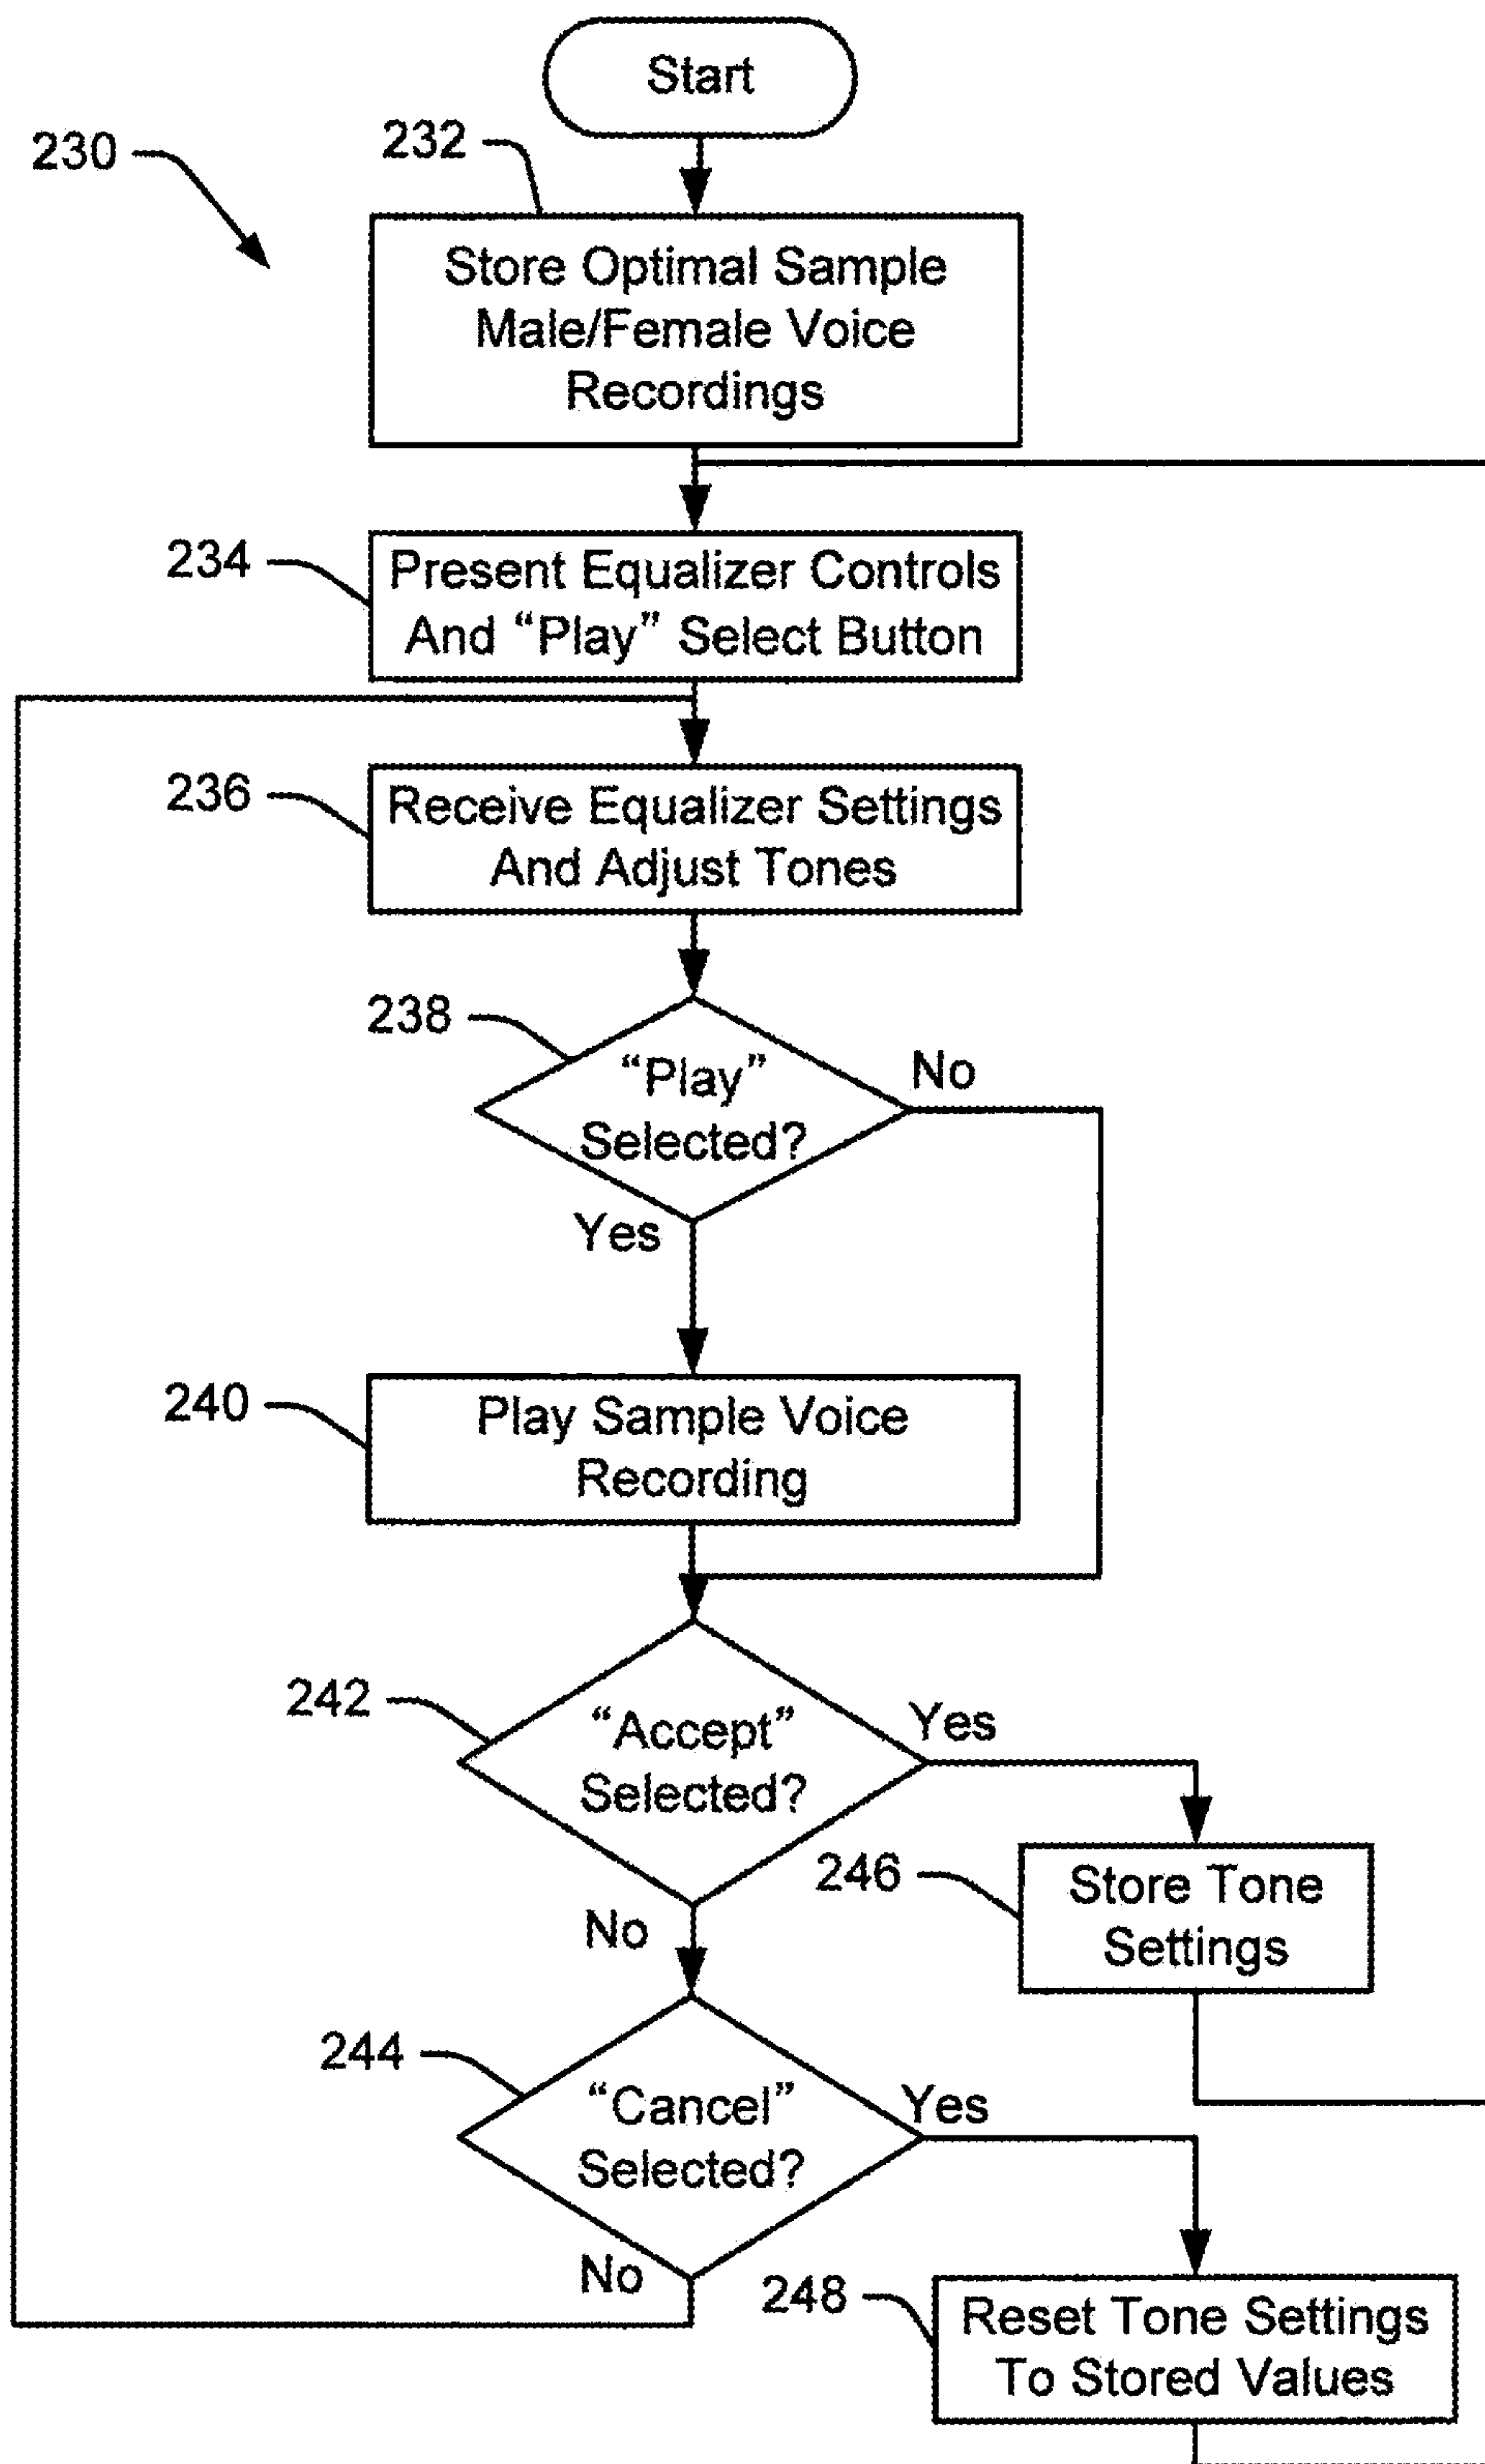 Start
230
232
Store Optimal Sample
Male/Female Voice
Recordings
234
Present Equalizer Controls
And “Play” Select Button
236
Receive Equalizer Settings
And Adjust Tones
238
“Play”
Selected?
No
Yes
240
Play Sample Voice
Recording
242
“Accept”
Selected?
Yes
No
246
Store Tone
Settings
244
“Cancel”
Selected?
Yes
No
248
Reset Tone Settings
To Stored Values